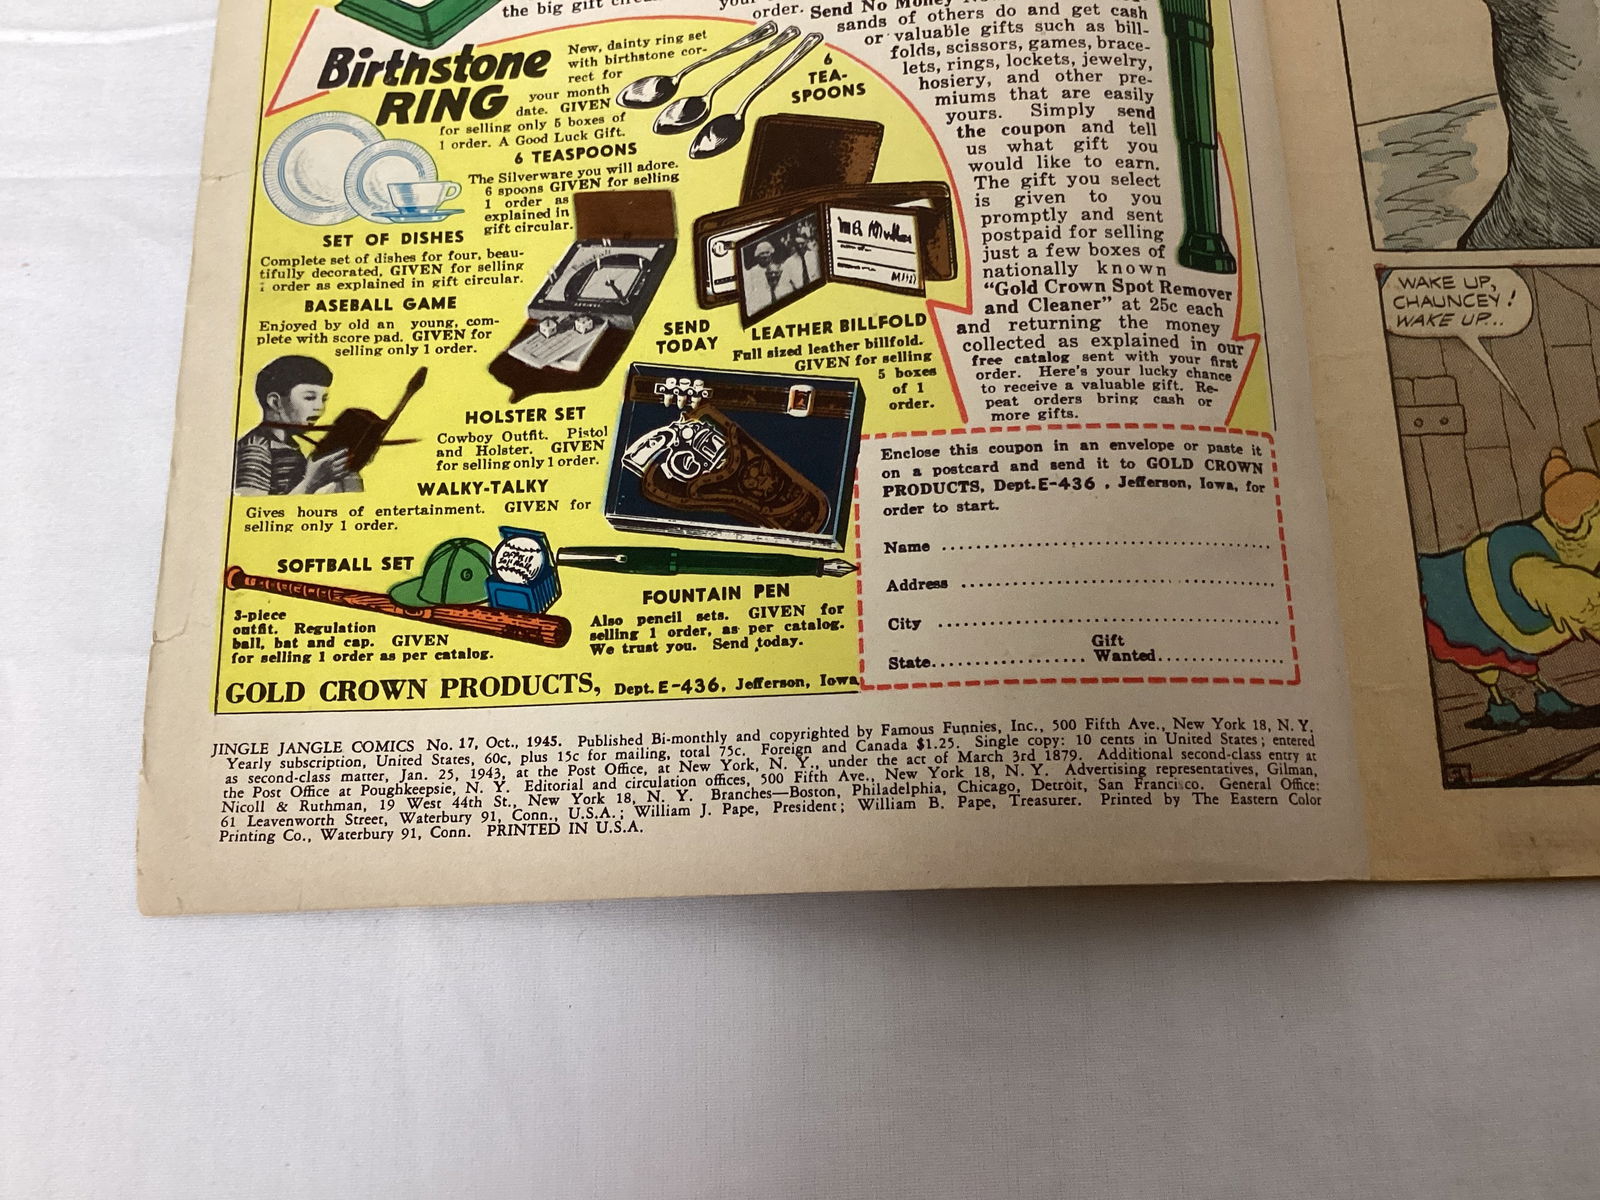 the big gift
Birthstone
RING
New, dainty ring set
with birthstone cor-
rect for
your month
date. GIVEN
for selling only 5 boxes of
1 order. A Good Luck Gift.
6
TEA-
SPOONS
6 TEASPOONS
The Silverware you will adore.
6 spoons GIVEN for selling
1 order as
explained in
gift circular.
SET OF DISHES
Complete set of dishes for four, beau-
tifully decorated, GIVEN for selling
1 order as explained in gift circular.
BASEBALL GAME
Enjoyed by old an young, com-
plete with score pad. GIVEN for
selling only 1 order.
SEND
TODAY
LEATHER BILLFOLD
Full sized leather billfold.
GIVEN for selling
5 boxes
of 1
order.
HOLSTER SET
Cowboy Outfit. Pistol
and Holster. GIVEN
for selling only 1 order.
WALKY-TALKY
Gives hours of entertainment. GIVEN for
selling only 1 order.
SOFTBALL SET
3-piece
outfit. Regulation
ball, bat and cap. GIVEN
for selling 1 order as per catalog.
FOUNTAIN PEN
Also pencil sets. GIVEN for
selling 1 order, as per catalog.
We trust you. Send today.
GOLD CROWN PRODUCTS, Dept. E-436, Jefferson, Iowa
order. Send No Money
sands of others do and get cash
or valuable gifts such as bill-
folds, scissors, games, brace-
lets, rings, lockets, jewelry,
hosiery, and other pre-
miums that are easily
yours. Simply send
the coupon and tell
us what gift you
would like to earn.
The gift you select
is given to you
promptly and sent
postpaid for selling
just a few boxes of
nationally known
"Gold Crown Spot Remover
and Cleaner" at 25c each
and returning the money
collected as explained in our
free catalog sent with your first
order. Here's your lucky chance
to receive a valuable gift. Re-
peat orders bring cash or
more gifts.
Enclose this coupon in an envelope or paste it
on a postcard and send it to GOLD CROWN
PRODUCTS, Dept. E-436 , Jefferson, Iowa, for
order to start.
Name
Address
City
State.................... Gift Wanted....................
JINGLE JANGLE COMICS No. 17, Oct., 1945. Published Bi-monthly and copyrighted by Famous Funnies, Inc., 500 Fifth Ave., New York 18, N. Y.
Yearly subscription, United States, 60c, plus 15c for mailing, total 75c. Foreign and Canada $1.25. Single copy: 10 cents in United States; entered
as second-class matter, Jan. 25, 1943, at the Post Office, at New York, N. Y., under the act of March 3rd 1879. Additional second-class entry at
the Post Office at Poughkeepsie, N. Y. Editorial and circulation offices, 500 Fifth Ave., New York 18, N. Y. Advertising representatives, Gilman,
Nicoll & Ruthman, 19 West 44th St., New York 18, N. Y. Branches—Boston, Philadelphia, Chicago, Detroit, San Francisco. General Office:
61 Leavenworth Street, Waterbury 91, Conn., U.S.A.; William J. Pape, President; William B. Pape, Treasurer. Printed by The Eastern Color
Printing Co., Waterbury 91, Conn. PRINTED IN U.S.A.
WAKE UP,
CHAUNCEY!
WAKE UP...